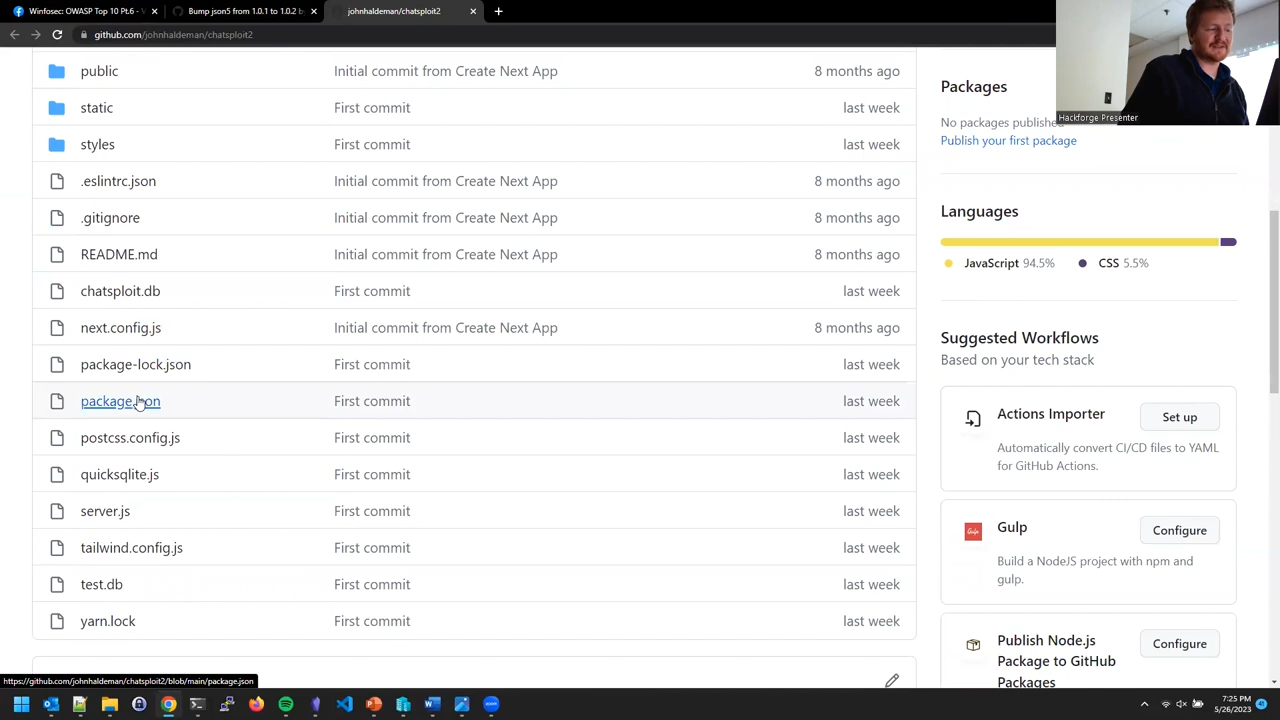 Winfosec: OWASP Top 10 Pt.6 - V
Bump json5 from 1.0.1 to 1.0.2 b
johnhaldeman/chatsploit2
github.com/johnhaldeman/chatsploit2
Hackforge Presenter
public Initial commit from Create Next App 8 months ago
static First commit last week
styles First commit last week
.eslintrc.json Initial commit from Create Next App 8 months ago
.gitignore Initial commit from Create Next App 8 months ago
README.md Initial commit from Create Next App 8 months ago
chatsploit.db First commit last week
next.config.js Initial commit from Create Next App 8 months ago
package-lock.json First commit last week
package.json First commit last week
postcss.config.js First commit last week
quicksqlite.js First commit last week
server.js First commit last week
tailwind.config.js First commit last week
test.db First commit last week
yarn.lock First commit last week
Packages
No packages published
Publish your first package
Languages
JavaScript 94.5% CSS 5.5%
Suggested Workflows
Based on your tech stack
Actions Importer Set up
Automatically convert CI/CD files to YAML
for GitHub Actions.
Gulp Configure
Gulp
Build a NodeJS project with npm and
gulp.
Publish Node.js Configure
Package to GitHub
Packages
https://github.com/johnhaldeman/chatsploit2/blob/main/package.json
7:25 PM
5/26/2023